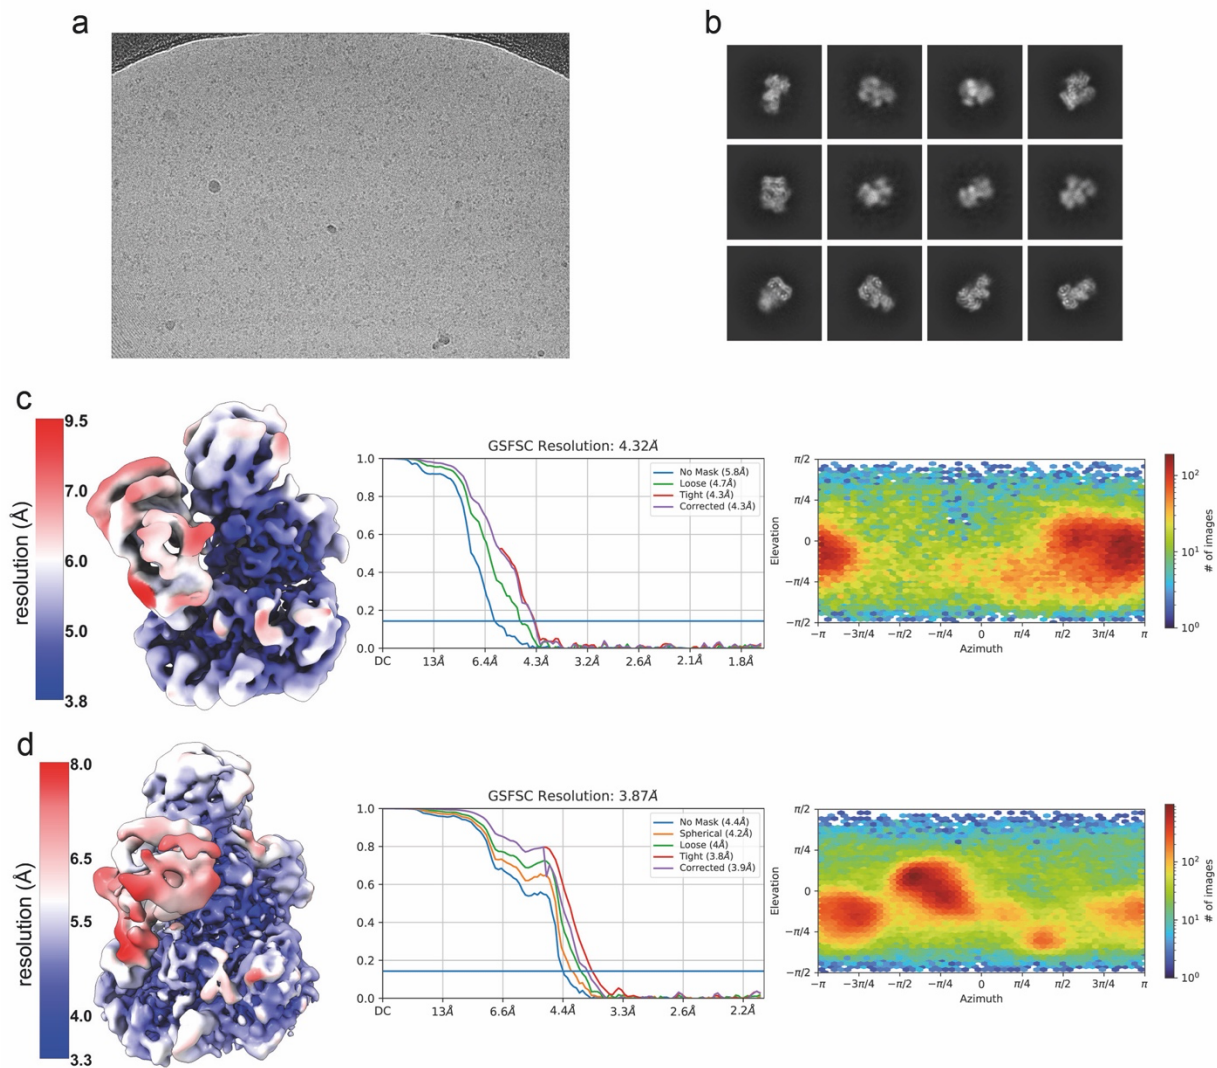 a
b
c
9.5
7.0
6.0
5.0
3.8
resolution (Å)
GSFSC Resolution: 4.32Å
1.0
0.8
0.6
0.4
0.2
0.0
No Mask (5.8Å)
Loose (4.7Å)
Tight (4.3Å)
Corrected (4.3Å)
DC
13Å
6.4Å
4.3Å
3.2Å
2.6Å
2.1Å
1.8Å
π/2
π/4
0
−π/4
−π/2
Elevation
−π
−3π/4
−π/2
−π/4
0
π/4
π/2
3π/4
π
Azimuth
10²
10¹
10⁰
# of images
d
8.0
6.5
5.5
4.0
3.3
resolution (Å)
GSFSC Resolution: 3.87Å
1.0
0.8
0.6
0.4
0.2
0.0
No Mask (4.4Å)
Spherical (4.2Å)
Loose (4Å)
Tight (3.8Å)
Corrected (3.9Å)
DC
13Å
6.6Å
4.4Å
3.3Å
2.6Å
2.2Å
π/2
π/4
0
−π/4
−π/2
Elevation
−π
−3π/4
−π/2
−π/4
0
π/4
π/2
3π/4
π
Azimuth
10²
10¹
10⁰
# of images